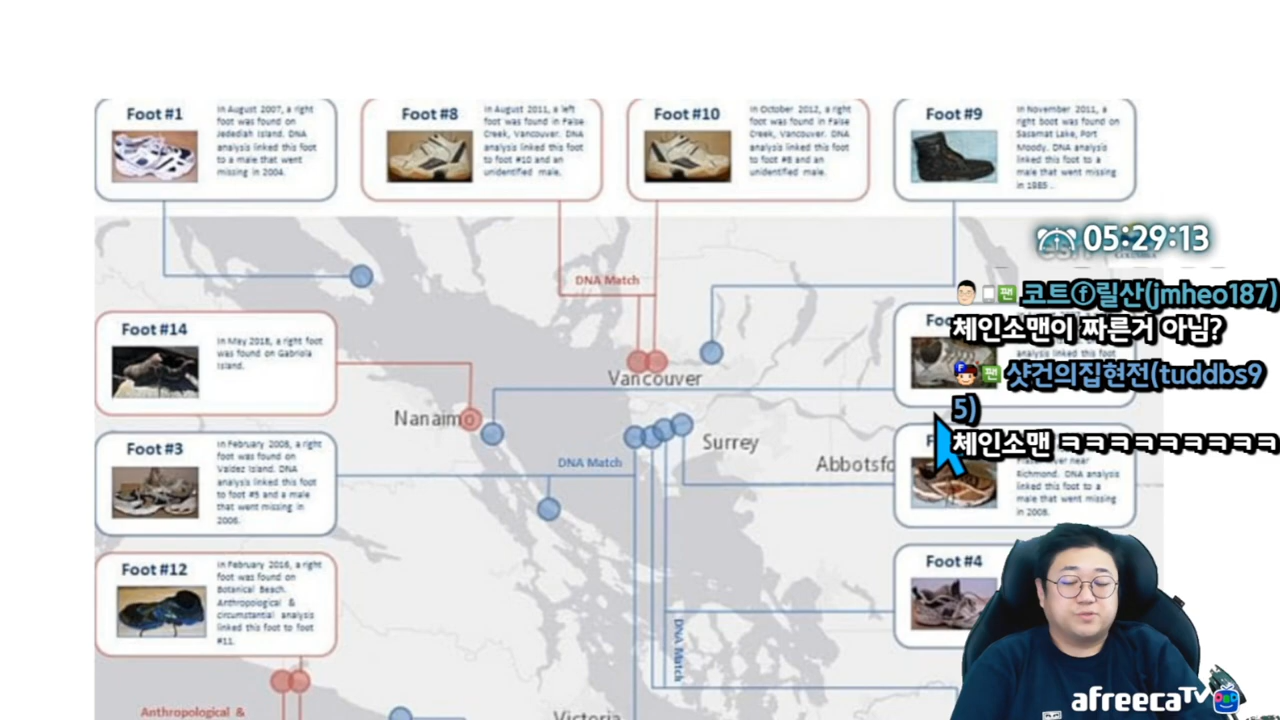 Foot #1
In August 2007, a right
foot was found on
Jedediah Island. DNA
analysis linked this foot
to a male that went
missing in 2004.
Foot #8
In August 2011, a left
foot was found in False
Creek, Vancouver. DNA
analysis linked this foot
to foot #10 and an
unidentified male.
Foot #10
In October 2012, a right
foot was found in False
Creek, Vancouver. DNA
analysis linked this foot
to foot #8 and an
unidentified male.
Foot #9
In November 2011, a
right boot was found on
Sasamat Lake, Port
Moody. DNA analysis
linked this foot to a
male that went missing
in 1985 .
05:29:13
코트ⓕ릴산(jmheo187)
체인소맨이 짜른거 아님?
샷건의집현전(tuddbs9
5)
체인소맨 ㅋㅋㅋㅋㅋㅋㅋㅋㅋ
DNA Match
Foot #14
In May 2018, a right foot
was found on Gabriola
Island.
analysis linked this foot
Vancouver
Nanaimo
Surrey
Abbotsfo
DNA Match
Foot #3
In February 2008, a right
foot was found on
Valdez Island. DNA
analysis linked this foot
to foot #5 and a male
that went missing in
2006.
near
Richmond. DNA analysis
linked this foot to a
male that went missing
in 2008.
Foot #12
In February 2016, a right
foot was found on
Botanical Beach.
Anthropological &
circumstantial analysis
linked this foot to foot
#11.
Foot #4
DNA Match
Anthropological &
Victoria
afreecaTV